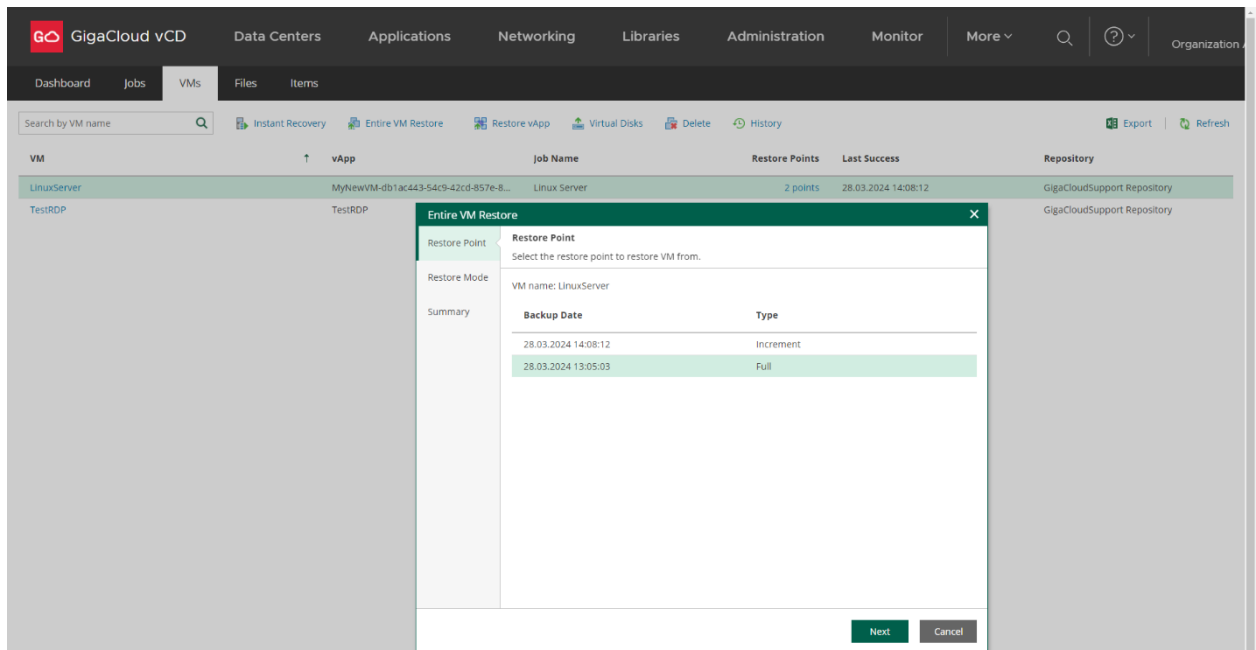 GigaCloud vCD Data Centers Applications Networking Libraries Administration Monitor More Organization
Dashboard Jobs VMs Files Items
Search by VM name Instant Recovery Entire VM Restore Restore vApp Virtual Disks Delete History Export Refresh
VM vApp Job Name Restore Points Last Success Repository
LinuxServer MyNewVM-db1ac443-54c9-42cd-857e-8... Linux Server 2 points 28.03.2024 14:08:12 GigaCloudSupport Repository
TestRDP TestRDP GigaCloudSupport Repository
Entire VM Restore
Restore Point
Restore Mode
Summary
Restore Point
Select the restore point to restore VM from.
VM name: LinuxServer
Backup Date Type
28.03.2024 14:08:12 Increment
28.03.2024 13:05:03 Full
Next Cancel